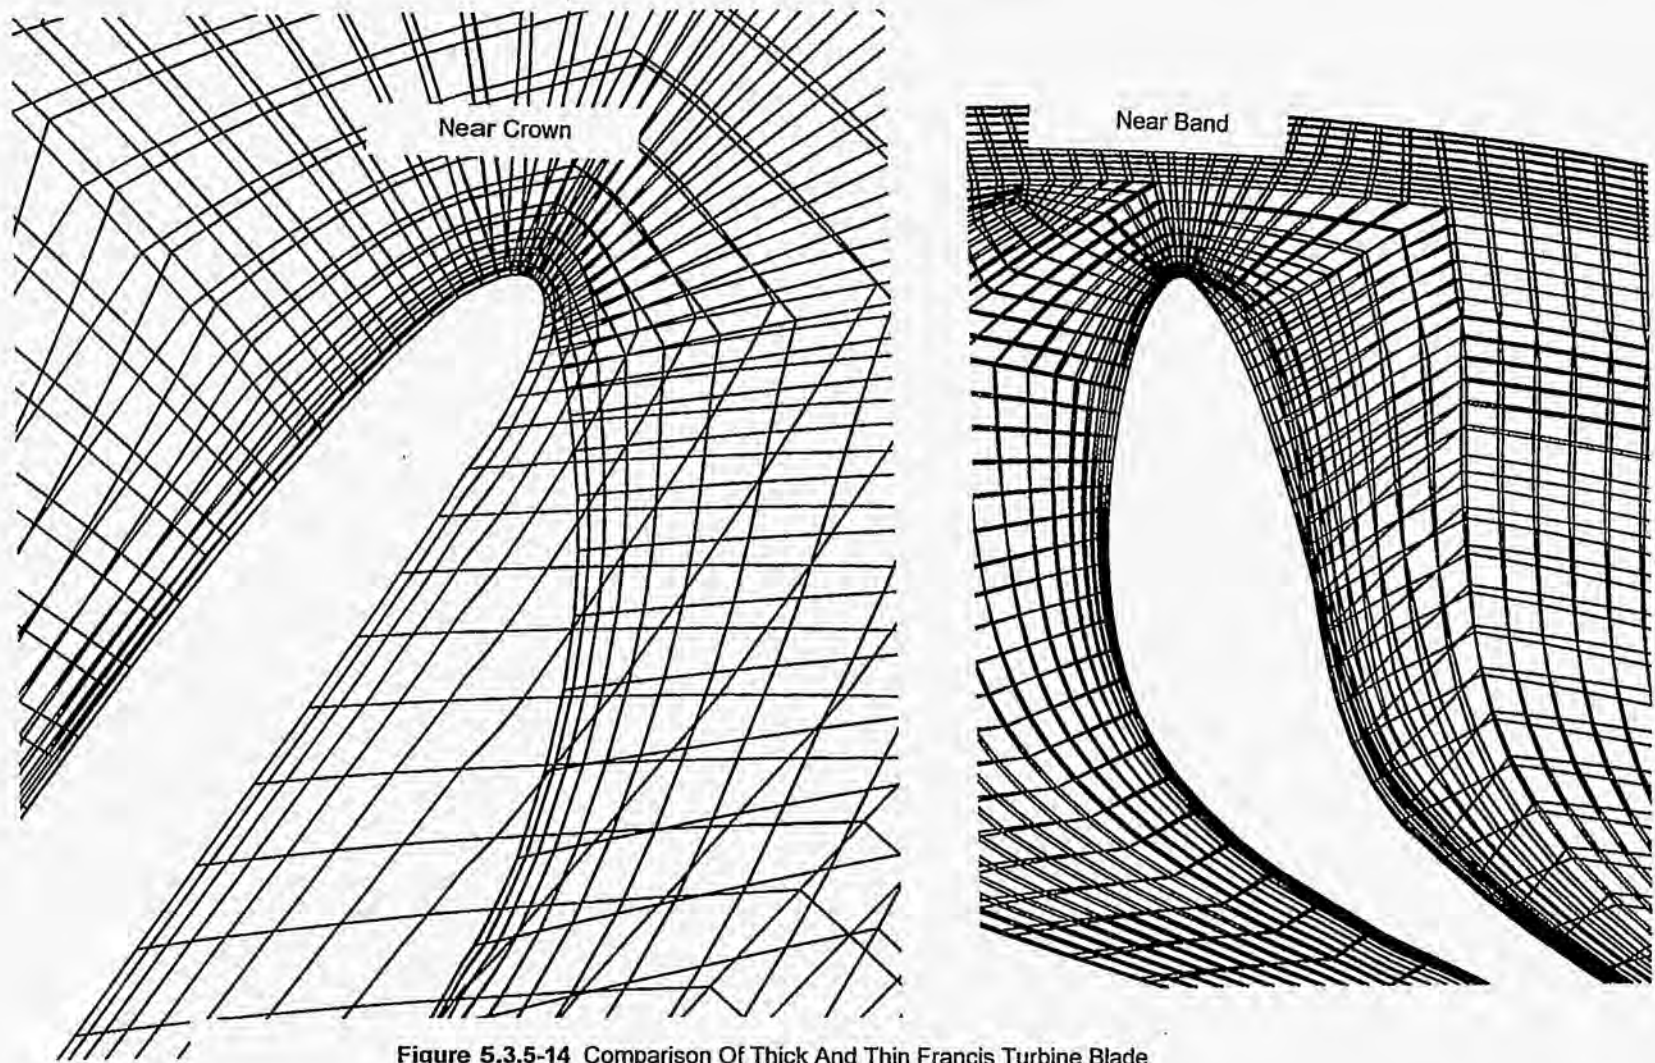 Near Crown
Near Band
Figure 5.3.5-14 Comparison Of Thick And Thin Francis Turbine Blade